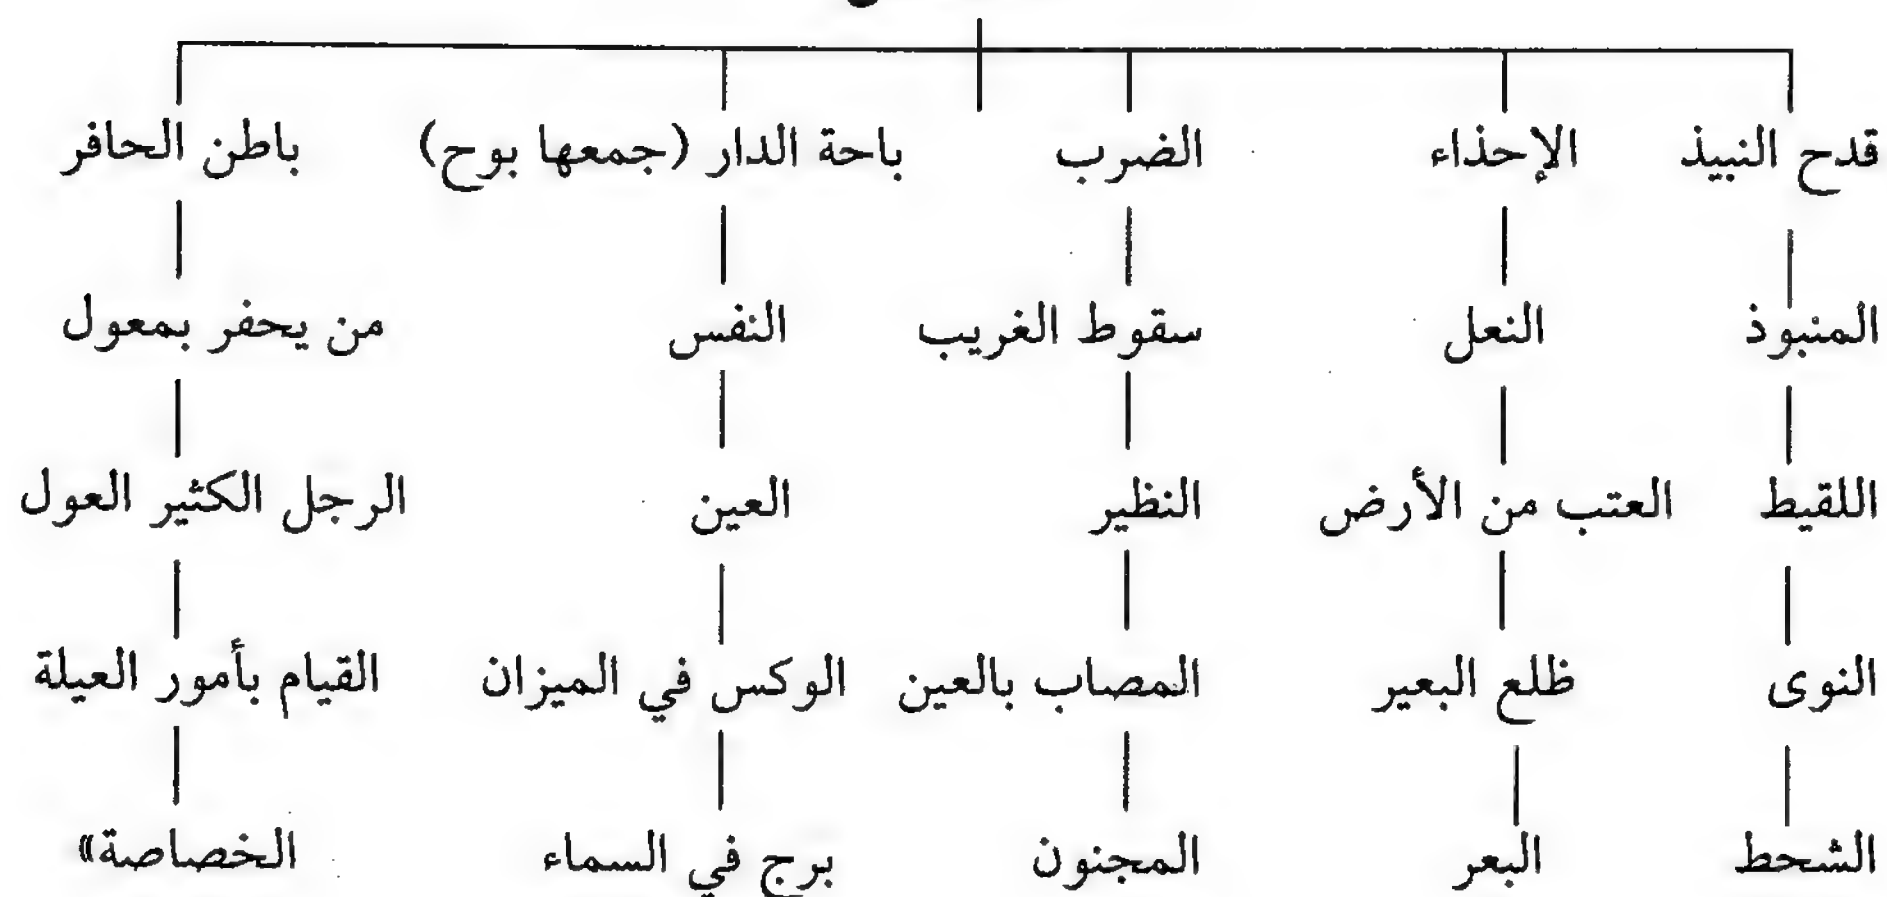 قدح النبيذ الإحذاء الضرب باحة الدار (جمعها بوح) باطن الحافر
المنبوذ النعل سقوط الغريب النفس من يحفر بمعول
اللقيط العتب من الأرض النظير العين الرجل الكثير العول
النوى ظلع البعير المصاب بالعين الوكس في الميزان القيام بأمور العيلة
الشحط البعر المجنون برج في السماء الخصاصة»